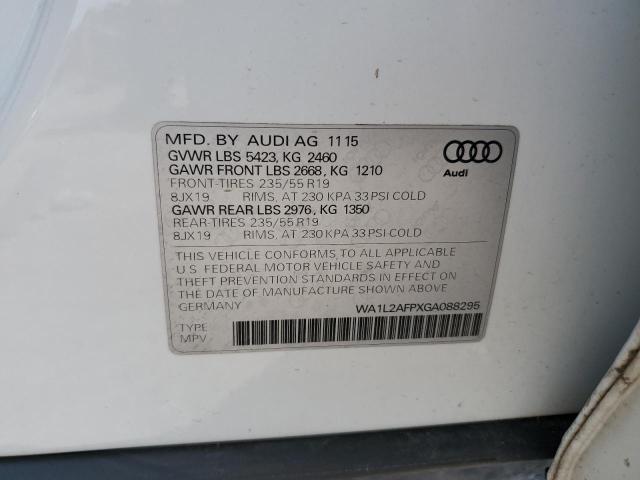 MFD. BY AUDI AG 11 15
GVWR LBS 5423, KG 2460
GAWR FRONT LBS 2668, KG 1210
FRONT-TIRES 235/55 R19
8JX19 RIMS, AT 230 KPA 33 PSI COLD
GAWR REAR LBS 2976, KG 1350
REAR-TIRES 235/55 R19
8JX19 RIMS, AT 230 KPA 33 PSI COLD
Audi
THIS VEHICLE CONFORMS TO ALL APPLICABLE
U.S. FEDERAL MOTOR VEHICLE SAFETY AND
THEFT PREVENTION STANDARDS IN EFFECT ON
THE DATE OF MANUFACTURE SHOWN ABOVE
GERMANY WA1L2AFPXGA088295
TYPE
MPV